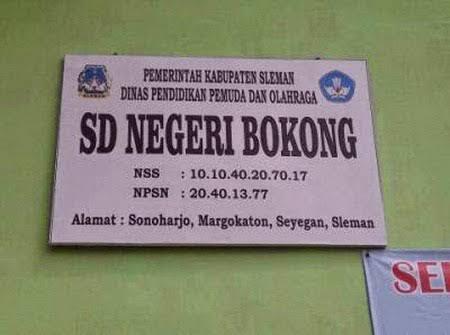 PEMERINTAH KABUPATEN SLEMAN
DINAS PENDIDIKAN PEMUDA DAN OLAHRAGA
SD NEGERI BOKONG
NSS : 10.10.40.20.70.17
NPSN : 20.40.13.77
Alamat : Sonoharjo, Margokaton, Seyegan, Sleman